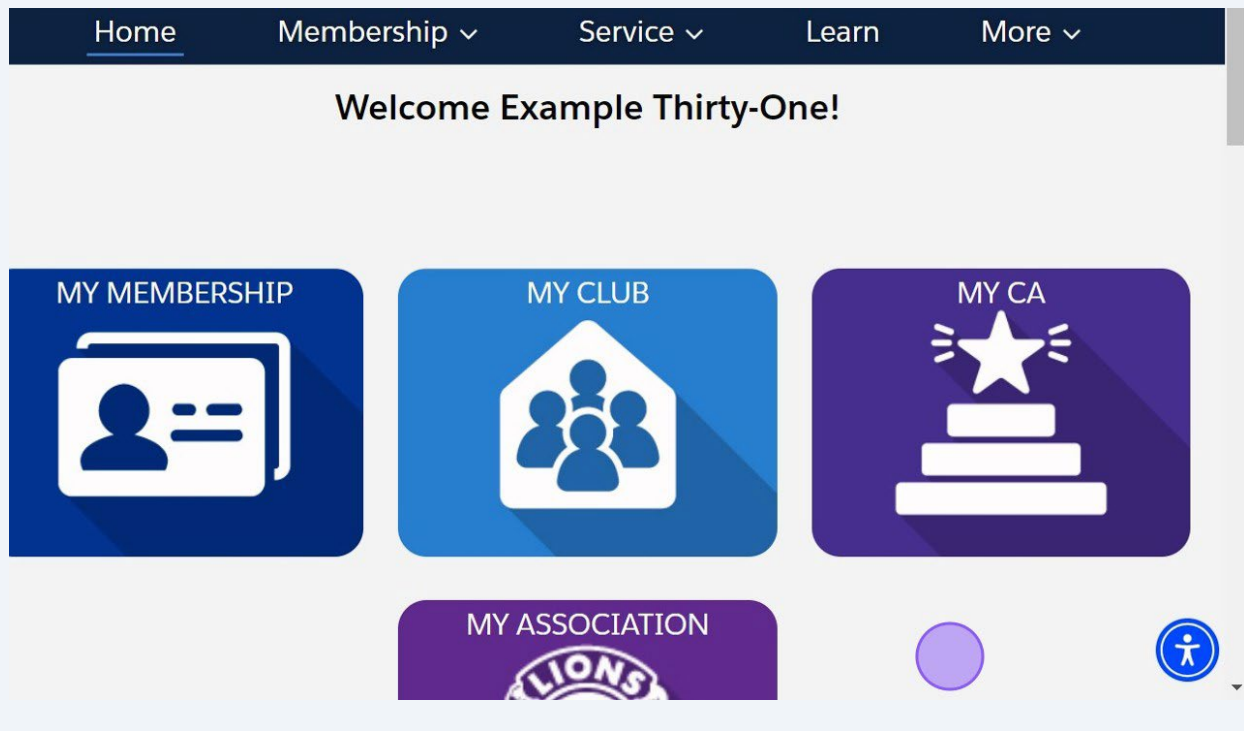 Home Membership Service Learn More
Welcome Example Thirty-One!
MY MEMBERSHIP MY CLUB MY CA
MY ASSOCIATION
LIONS